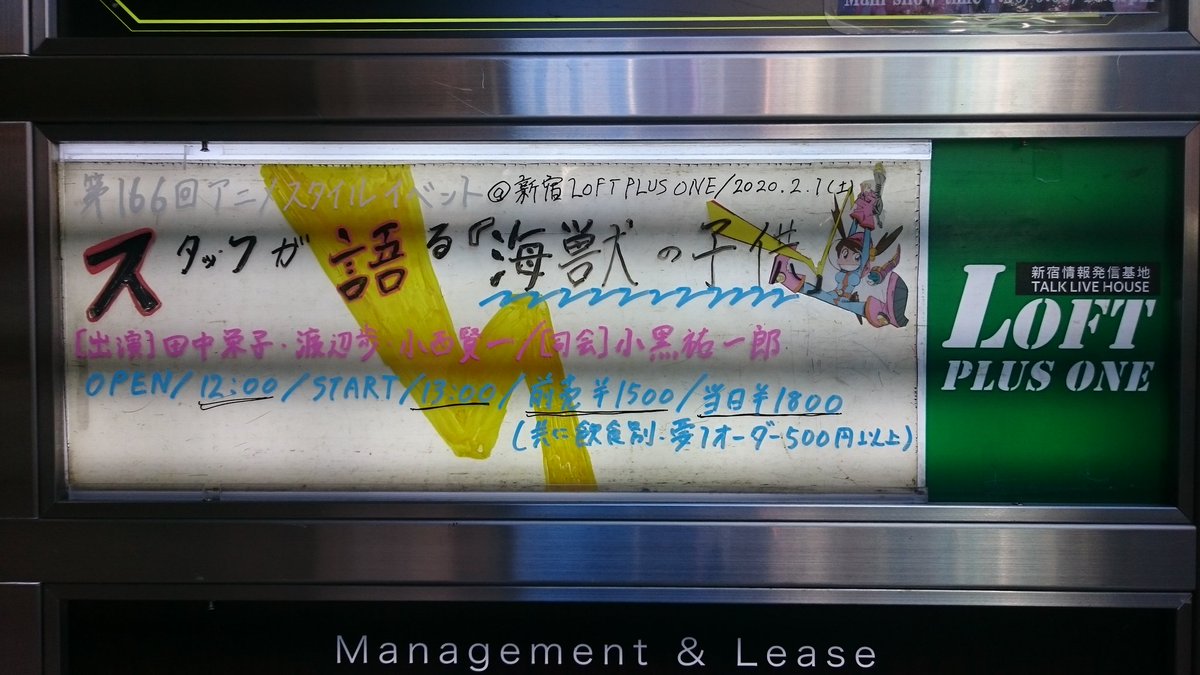 Main show time
第166回アニメスタイルイベント @新宿LOFT PLUS ONE/2020.2.1(土)
スタッフが語る『海獣の子供
[出演]田中栄子・渡辺歩・小西賢一/[司会]小黒祐一郎
OPEN/12:00/START/13:00/前売¥1500/当日¥1800
(共に飲食別・要1オーダー500円以上)
新宿情報発信基地
TALK LIVE HOUSE
LOFT
PLUS ONE
Management & Lease